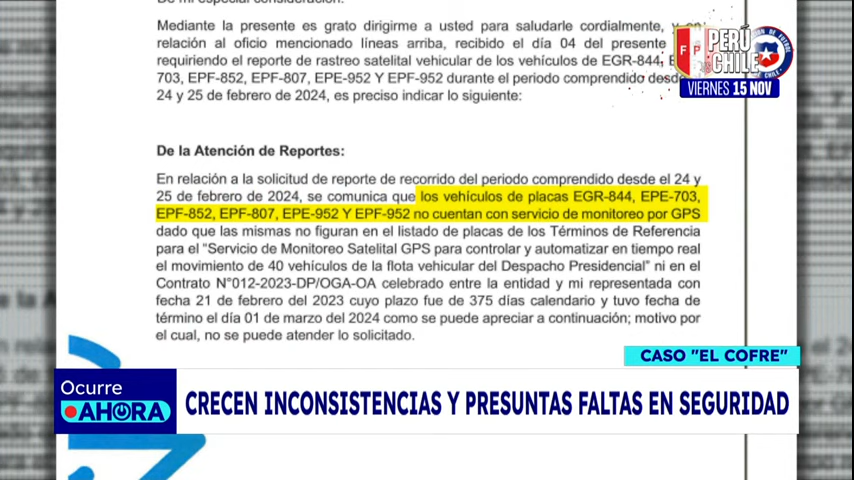 De mi especial consideración:
Mediante la presente es grato dirigirme a usted para saludarle cordialmente, y en
relación al oficio mencionado líneas arriba, recibido el día 04 del presente
requiriendo el reporte de rastreo satelital vehicular de los vehículos de EGR-844,
703, EPF-852, EPF-807, EPE-952 Y EPF-952 durante el periodo comprendido desde
24 y 25 de febrero de 2024, es preciso indicar lo siguiente:
FP
PERÚ
CHILE
CHILE
VIERNES 15 NOV
De la Atención de Reportes:
En relación a la solicitud de reporte de recorrido del periodo comprendido desde el 24 y
25 de febrero de 2024, se comunica que los vehículos de placas EGR-844, EPE-703,
EPF-852, EPF-807, EPE-952 Y EPF-952 no cuentan con servicio de monitoreo por GPS
dado que las mismas no figuran en el listado de placas de los Términos de Referencia
para el “Servicio de Monitoreo Satelital GPS para controlar y automatizar en tiempo real
el movimiento de 40 vehículos de la flota vehicular del Despacho Presidencial” ni en el
Contrato N°012-2023-DP/OGA-OA celebrado entre la entidad y mi representada con
fecha 21 de febrero del 2023 cuyo plazo fue de 375 días calendario y tuvo fecha de
término el día 01 de marzo del 2024 como se puede apreciar a continuación; motivo por
el cual, no se puede atender lo solicitado.
CASO "EL COFRE"
Ocurre
AHORA
CRECEN INCONSISTENCIAS Y PRESUNTAS FALTAS EN SEGURIDAD